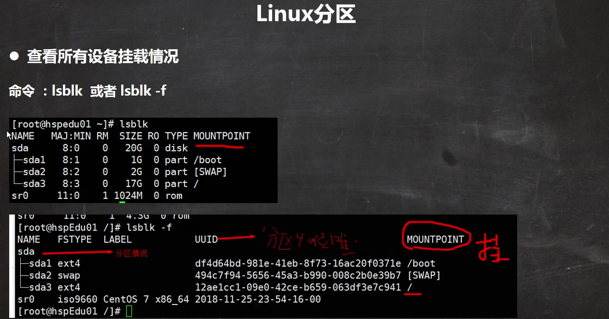 Linux分区
● 查看所有设备挂载情况
命令 ：lsblk 或者 lsblk -f
[root@hspedu01 ~]# lsblk
NAME   MAJ:MIN RM  SIZE RO TYPE MOUNTPOINT
sda      8:0    0   20G  0 disk
├─sda1   8:1    0    1G  0 part /boot
├─sda2   8:2    0    2G  0 part [SWAP]
└─sda3   8:3    0   17G  0 part /
sr0     11:0    1 1024M  0 rom
sr0     11:0    1  4.3G  0 rom
[root@hspEdu01 /]# lsblk -f
NAME   FSTYPE  LABEL           UUID                                 MOUNTPOINT
分区 唯一
挂
sda
分区情况
├─sda1 ext4                    df4d64bd-981e-41eb-8f73-16ac20f0371e /boot
├─sda2 swap                    494c7f94-5656-45a3-b990-008c2b0e39b7 [SWAP]
└─sda3 ext4                    12ae1cc1-09e0-42ce-b659-063df3e7c941 /
sr0    iso9660 CentOS 7 x86_64 2018-11-25-23-54-16-00
[root@hspEdu01 /]#